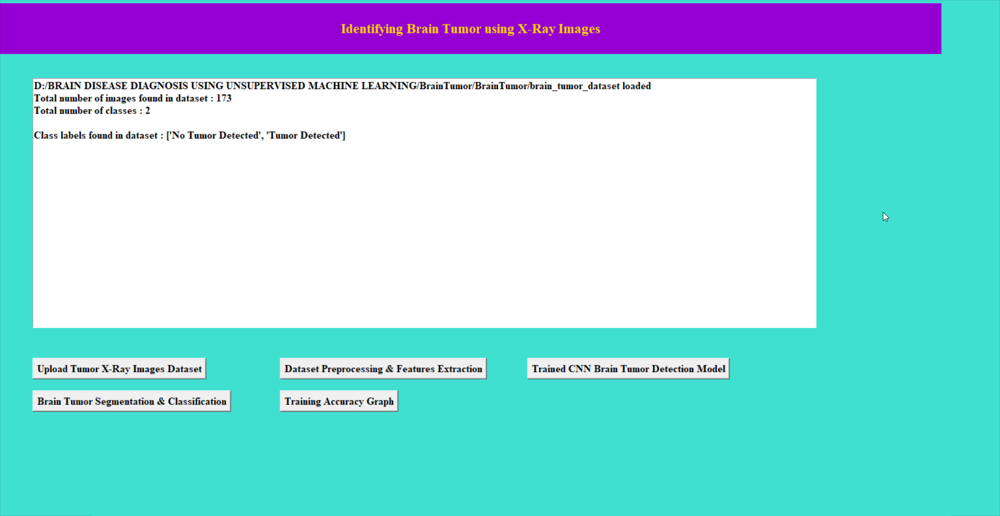 Identifying Brain Tumor using X-Ray Images
D:/BRAIN DISEASE DIAGNOSIS USING UNSUPERVISED MACHINE LEARNING/BrainTumor/BrainTumor/brain_tumor_dataset loaded
Total number of images found in dataset : 173
Total number of classes : 2
Class labels found in dataset : ['No Tumor Detected', 'Tumor Detected']
Upload Tumor X-Ray Images Dataset
Dataset Preprocessing & Features Extraction
Trained CNN Brain Tumor Detection Model
Brain Tumor Segmentation & Classification
Training Accuracy Graph